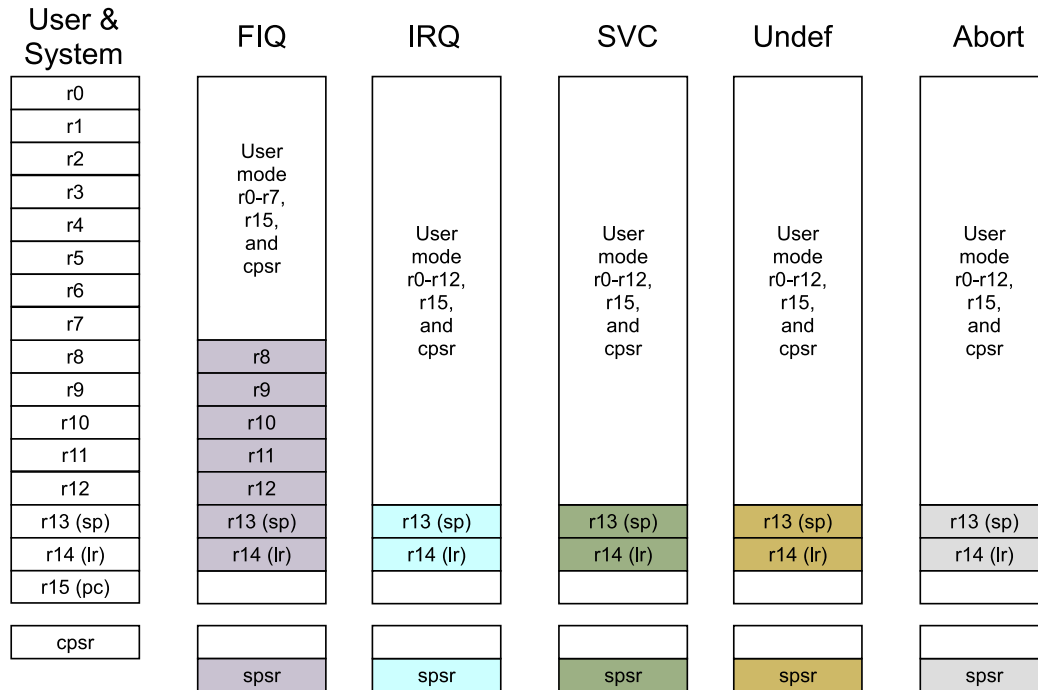 User &
System
FIQ
IRQ
SVC
Undef
Abort
r0
r1
r2
r3
r4
r5
r6
r7
r8
r9
r10
r11
r12
r13 (sp)
r14 (lr)
r15 (pc)
cpsr
User
mode
r0-r7,
r15,
and
cpsr
r8
r9
r10
r11
r12
r13 (sp)
r14 (lr)
spsr
User
mode
r0-r12,
r15,
and
cpsr
r13 (sp)
r14 (lr)
spsr
User
mode
r0-r12,
r15,
and
cpsr
r13 (sp)
r14 (lr)
spsr
User
mode
r0-r12,
r15,
and
cpsr
r13 (sp)
r14 (lr)
spsr
User
mode
r0-r12,
r15,
and
cpsr
r13 (sp)
r14 (lr)
spsr